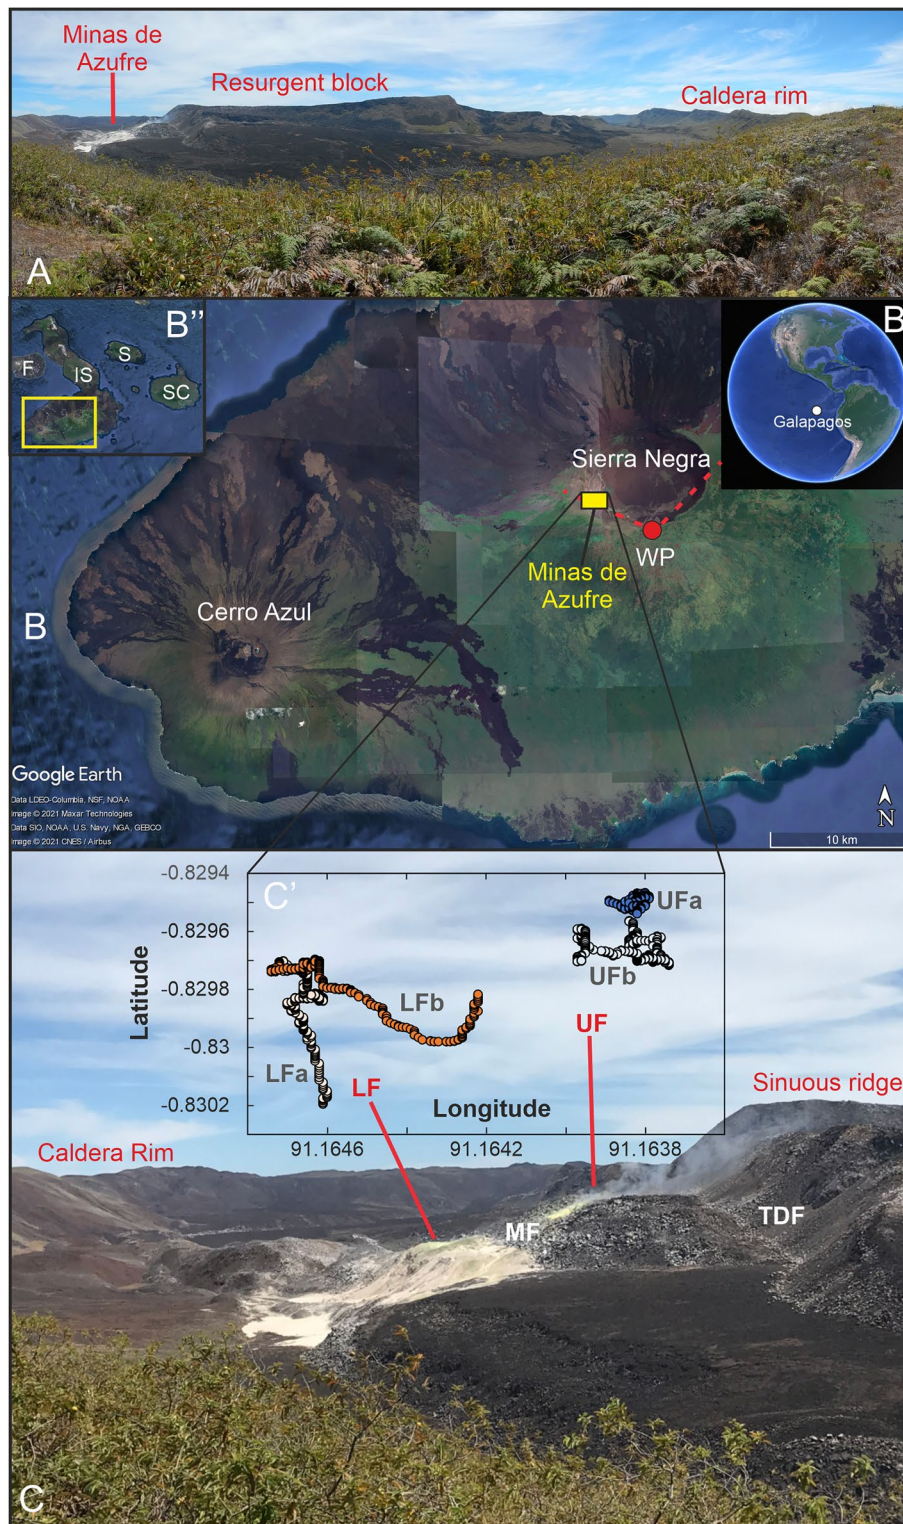 Minas de
Azufre
Resurgent block
Caldera rim
A
B’’
F
IS
S
SC
B
Galapagos
Sierra Negra
WP
Minas de
Azufre
Cerro Azul
B
Google Earth
Data LDEO-Columbia, NSF, NOAA
Image © 2021 Maxar Technologies
Data SIO, NOAA, U.S. Navy, NGA, GEBCO
Image © 2021 CNES / Airbus
N
10 km
C’
-0.8294
-0.8296
-0.8298
-0.83
-0.8302
Latitude
UFa
UFb
LFb
LFa
UF
LF
Longitude
91.1646
91.1642
91.1638
Sinuous ridge
Caldera Rim
MF
TDF
C